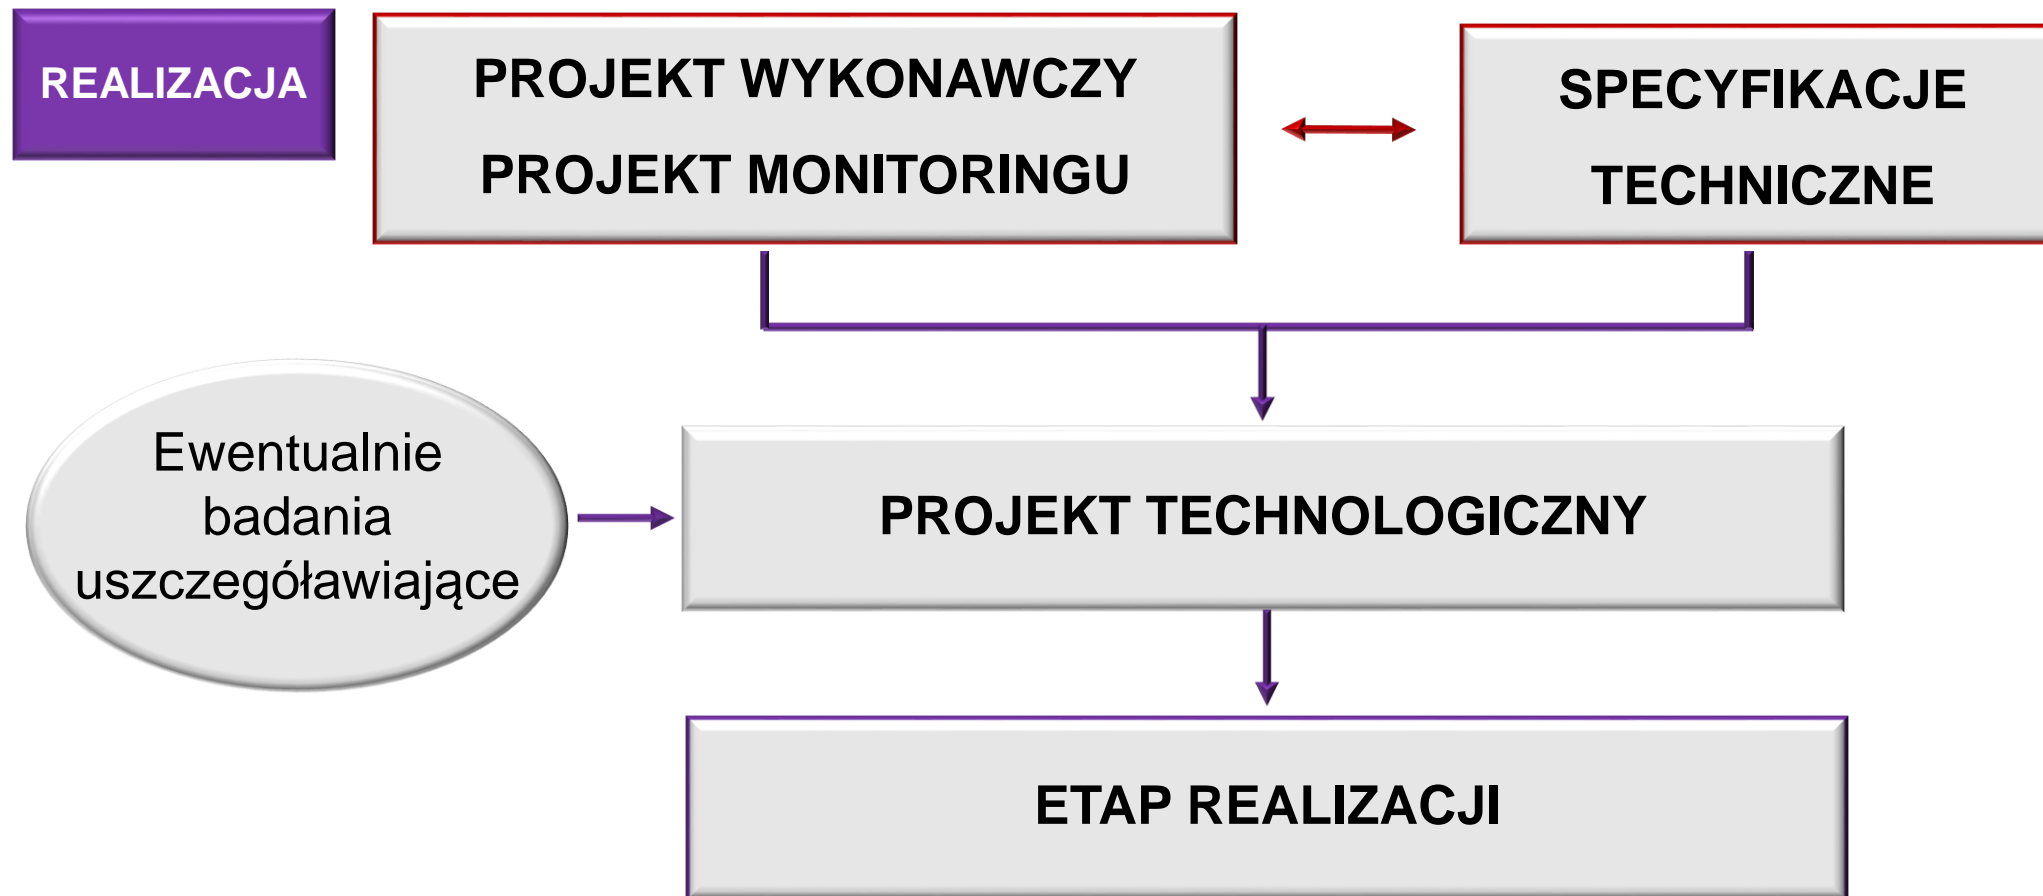 REALIZACJA
PROJEKT WYKONAWCZY
PROJEKT MONITORINGU
SPECYFIKACJE
TECHNICZNE
Ewentualnie
badania
uszczegóławiające
PROJEKT TECHNOLOGICZNY
ETAP REALIZACJI